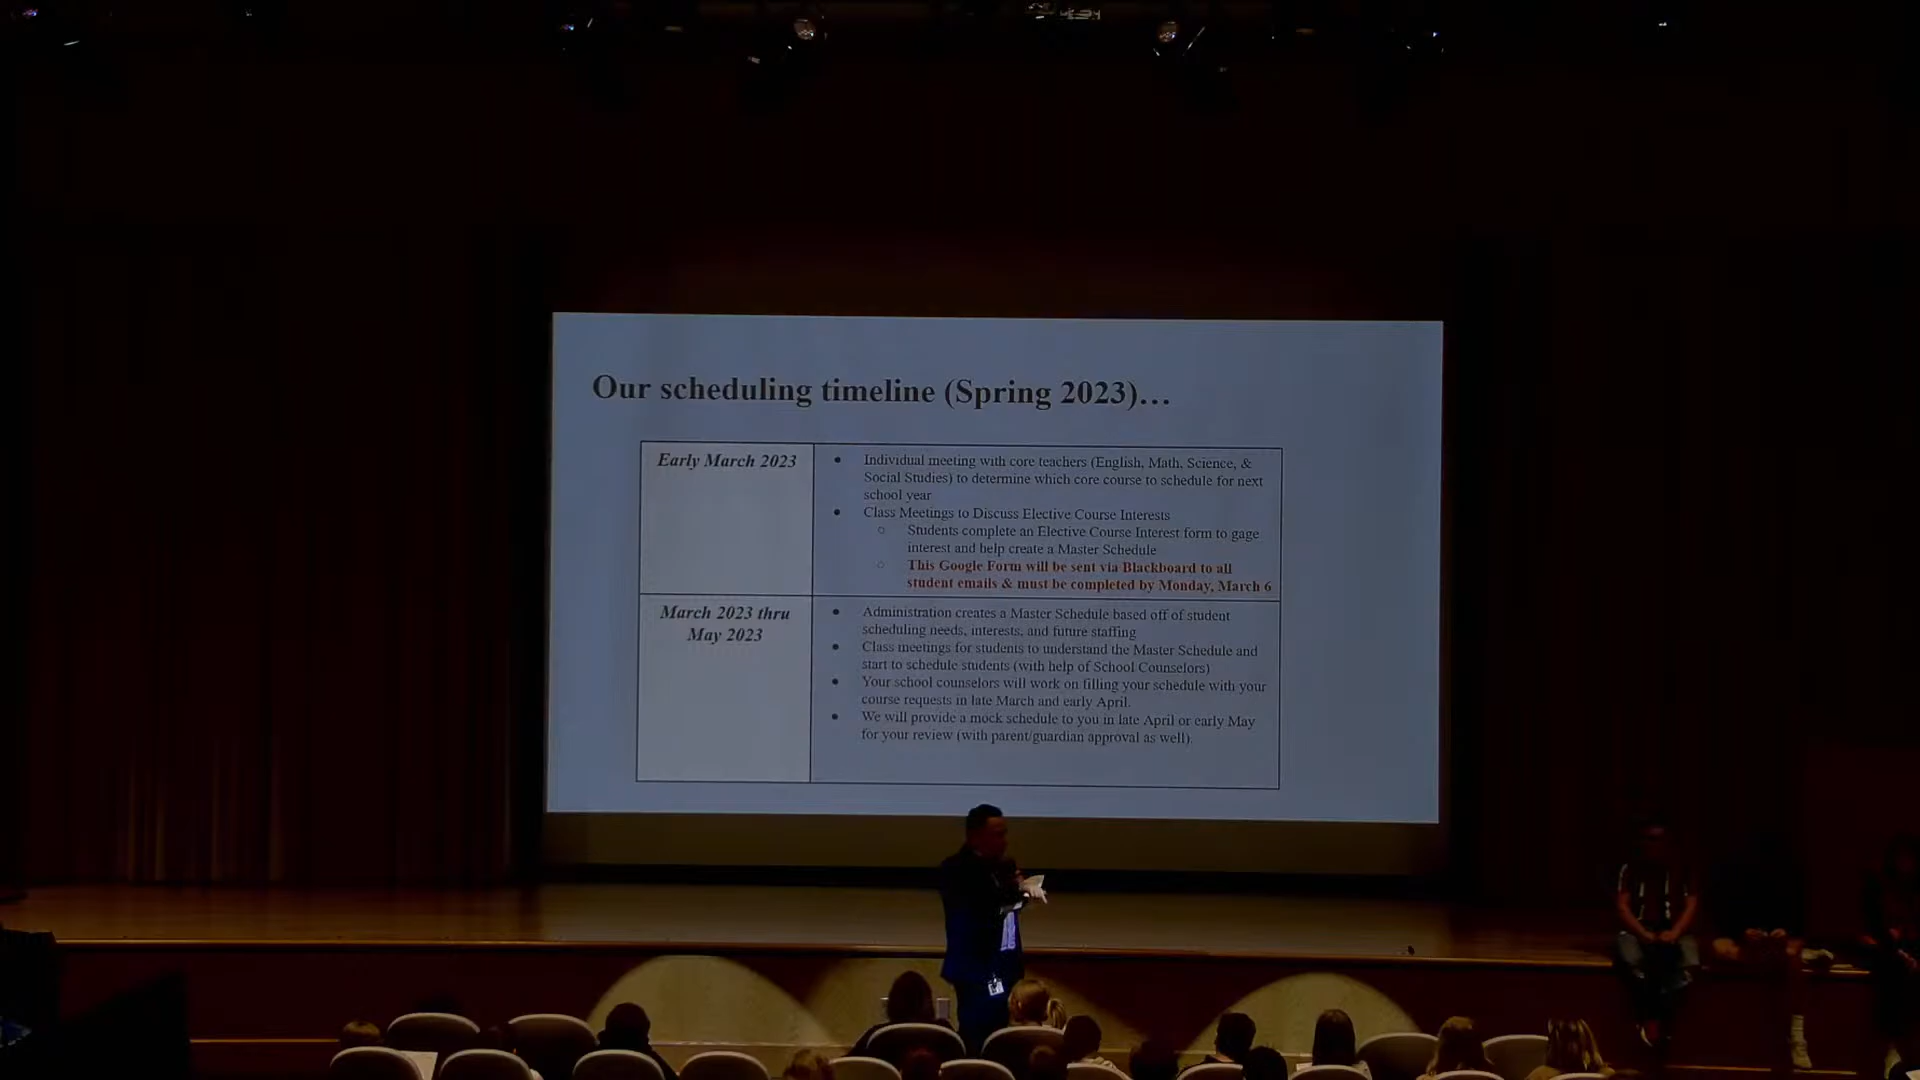 Our scheduling timeline (Spring 2023)...
Early March 2023
● Individual meeting with core teachers (English, Math, Science, &
Social Studies) to determine which core course to schedule for next
school year
● Class Meetings to Discuss Elective Course Interests
○ Students complete an Elective Course Interest form to gage
interest and help create a Master Schedule
○ This Google Form will be sent via Blackboard to all
student emails & must be completed by Monday, March 6
March 2023 thru
May 2023
● Administration creates a Master Schedule based off of student
scheduling needs, interests, and future staffing
● Class meetings for students to understand the Master Schedule and
start to schedule students (with help of School Counselors)
● Your school counselors will work on filling your schedule with your
course requests in late March and early April.
● We will provide a mock schedule to you in late April or early May
for your review (with parent/guardian approval as well).